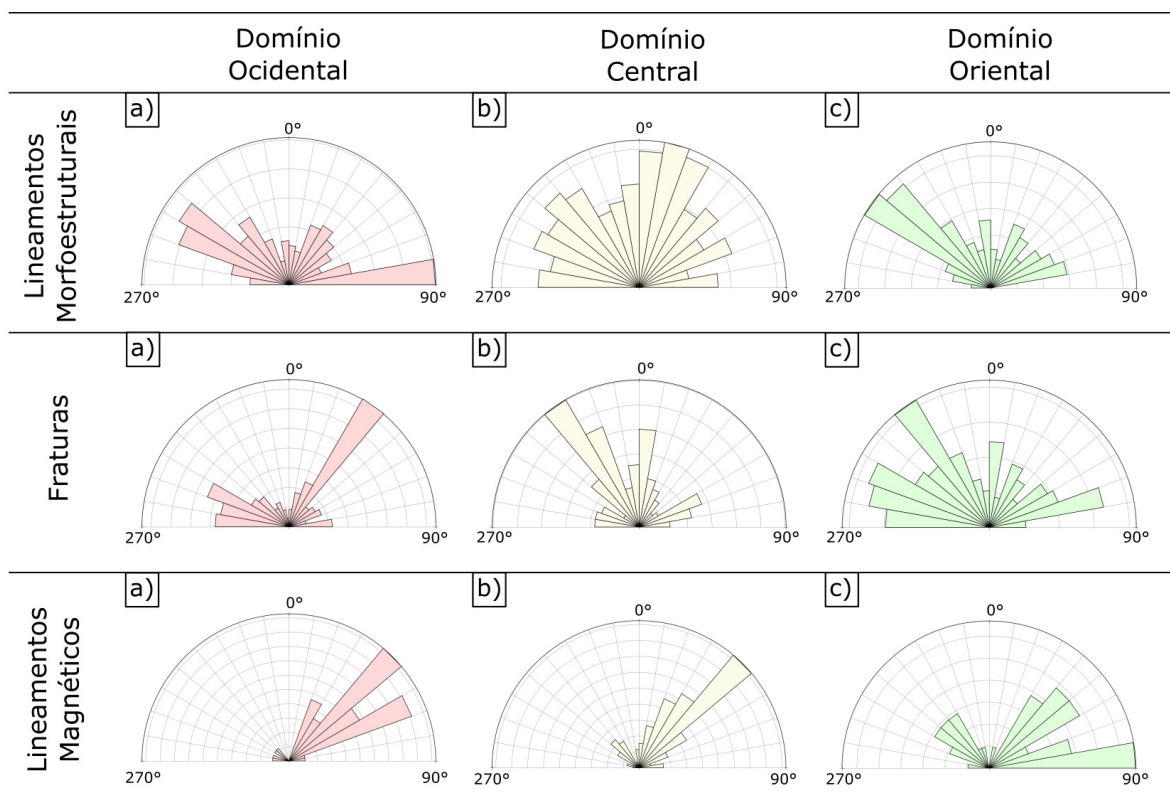 Domínio
Ocidental
Domínio
Central
Domínio
Oriental
Lineamentos
Morfoestruturais
a)
0°
270°
90°
b)
0°
270°
90°
c)
0°
270°
90°
Fraturas
a)
0°
270°
90°
b)
0°
270°
90°
c)
0°
270°
90°
Lineamentos
Magnéticos
a)
0°
270°
90°
b)
0°
270°
90°
c)
0°
270°
90°